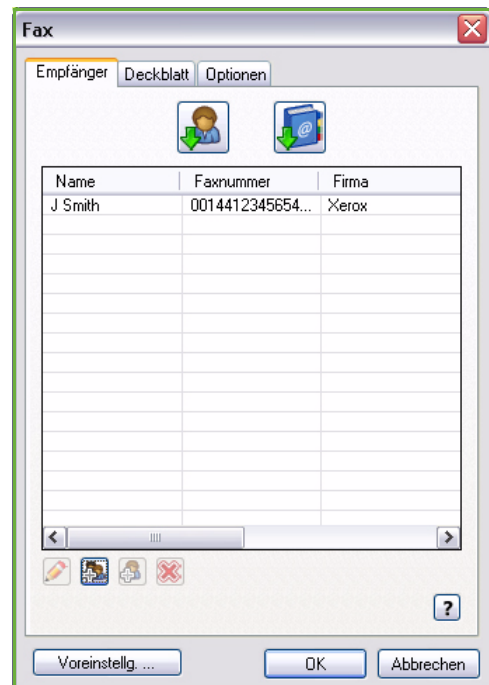 Fax
Empfänger Deckblatt Optionen
@
Name Faxnummer Firma
J Smith 0014412345654... Xerox
?
Voreinstellg. ... OK Abbrechen